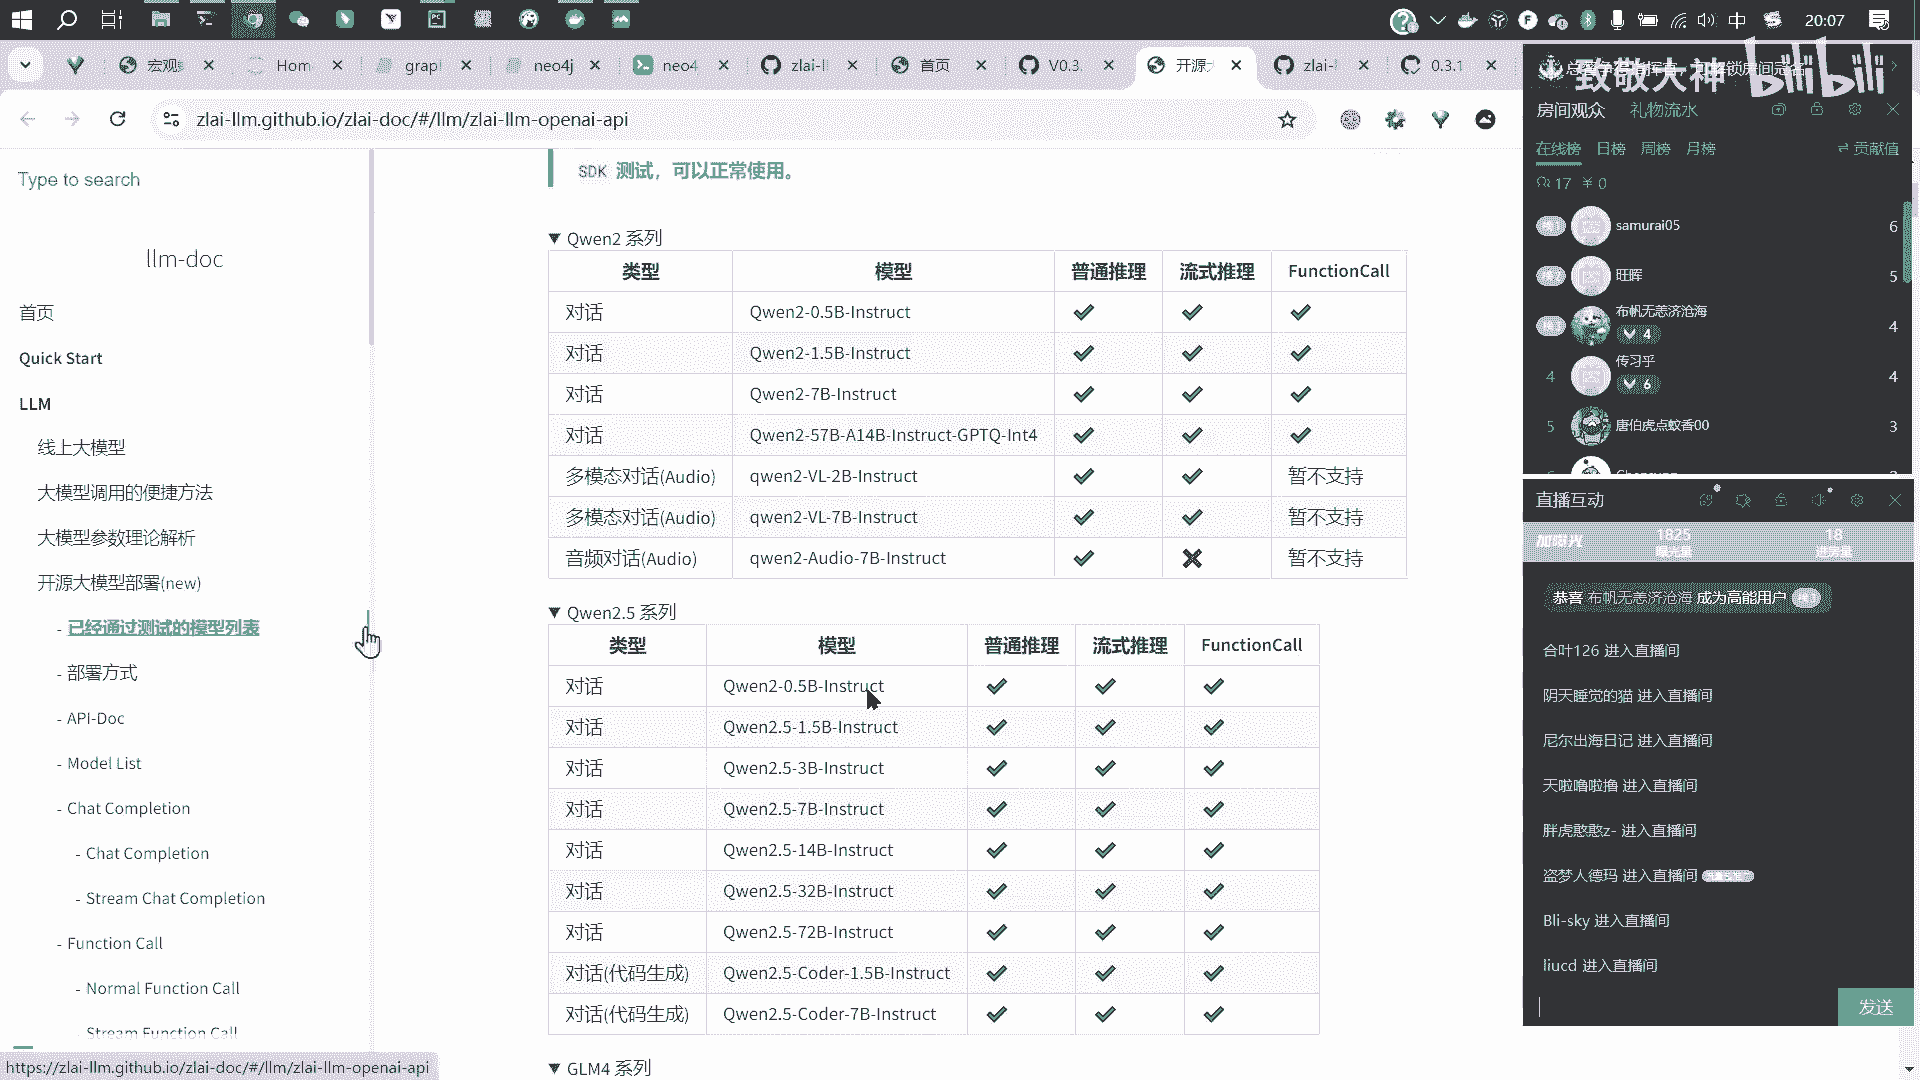 20:07
中
宏观
Hom
grap
neo4j
neo4
zlai-ll
首页
V0.3.
开源
zlai-l
0.3.1
zlai-llm.github.io/zlai-doc/#/llm/zlai-llm-openai-api
致敬大神 bilibili
房间观众 礼物流水
在线榜 日榜 周榜 月榜 贡献值
17 ¥ 0
samurai05 6
旺晖 5
布帆无恙济沧海 4
4
4 传习乎 4
6
5 唐伯虎点蚊香00 3
直播互动
1825 18
恭喜 布帆无恙济沧海 成为高能用户
合叶126 进入直播间
阴天睡觉的猫 进入直播间
尼尔出海日记 进入直播间
天啦噜啦撸 进入直播间
胖虎憨憨z- 进入直播间
盗梦人德玛 进入直播间
Bli-sky 进入直播间
liucd 进入直播间
发送
Type to search
llm-doc
首页
Quick Start
LLM
线上大模型
大模型调用的便捷方法
大模型参数理论解析
开源大模型部署(new)
- 已经通过测试的模型列表
- 部署方式
- API-Doc
- Model List
- Chat Completion
- Chat Completion
- Stream Chat Completion
- Function Call
- Normal Function Call
- Stream Function Call
https://zlai-llm.github.io/zlai-doc/#/llm/zlai-llm-openai-api
SDK 测试，可以正常使用。
▼ Qwen2 系列
类型 模型 普通推理 流式推理 FunctionCall
对话 Qwen2-0.5B-Instruct ✔ ✔ ✔
对话 Qwen2-1.5B-Instruct ✔ ✔ ✔
对话 Qwen2-7B-Instruct ✔ ✔ ✔
对话 Qwen2-57B-A14B-Instruct-GPTQ-Int4 ✔ ✔ ✔
多模态对话(Audio) qwen2-VL-2B-Instruct ✔ ✔ 暂不支持
多模态对话(Audio) qwen2-VL-7B-Instruct ✔ ✔ 暂不支持
音频对话(Audio) qwen2-Audio-7B-Instruct ✔ ✖ 暂不支持
▼ Qwen2.5 系列
类型 模型 普通推理 流式推理 FunctionCall
对话 Qwen2-0.5B-Instruct ✔ ✔ ✔
对话 Qwen2.5-1.5B-Instruct ✔ ✔ ✔
对话 Qwen2.5-3B-Instruct ✔ ✔ ✔
对话 Qwen2.5-7B-Instruct ✔ ✔ ✔
对话 Qwen2.5-14B-Instruct ✔ ✔ ✔
对话 Qwen2.5-32B-Instruct ✔ ✔ ✔
对话 Qwen2.5-72B-Instruct ✔ ✔ ✔
对话(代码生成) Qwen2.5-Coder-1.5B-Instruct ✔ ✔ ✔
对话(代码生成) Qwen2.5-Coder-7B-Instruct ✔ ✔ ✔
▼ GLM4 系列